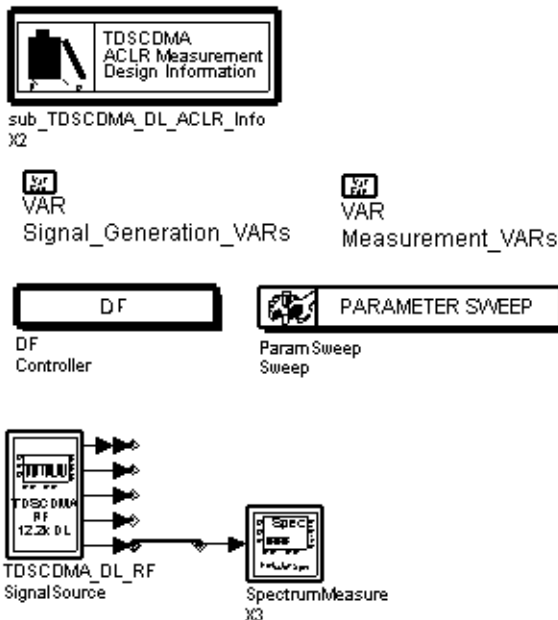 TDSCDMA
ACLR Measurement
Design Information
sub_TDSCDMA_DL_ACLR_Info
X2
VAR
Signal_Generation_VARs
VAR
Measurement_VARs
DF
DF
Controller
PARAMETER SWEEP
ParamSweep
Sweep
TDSCDMA
RF
12.2k DL
TDSCDMA_DL_RF
SignalSource
Spec
SpectrumMeasure
X3